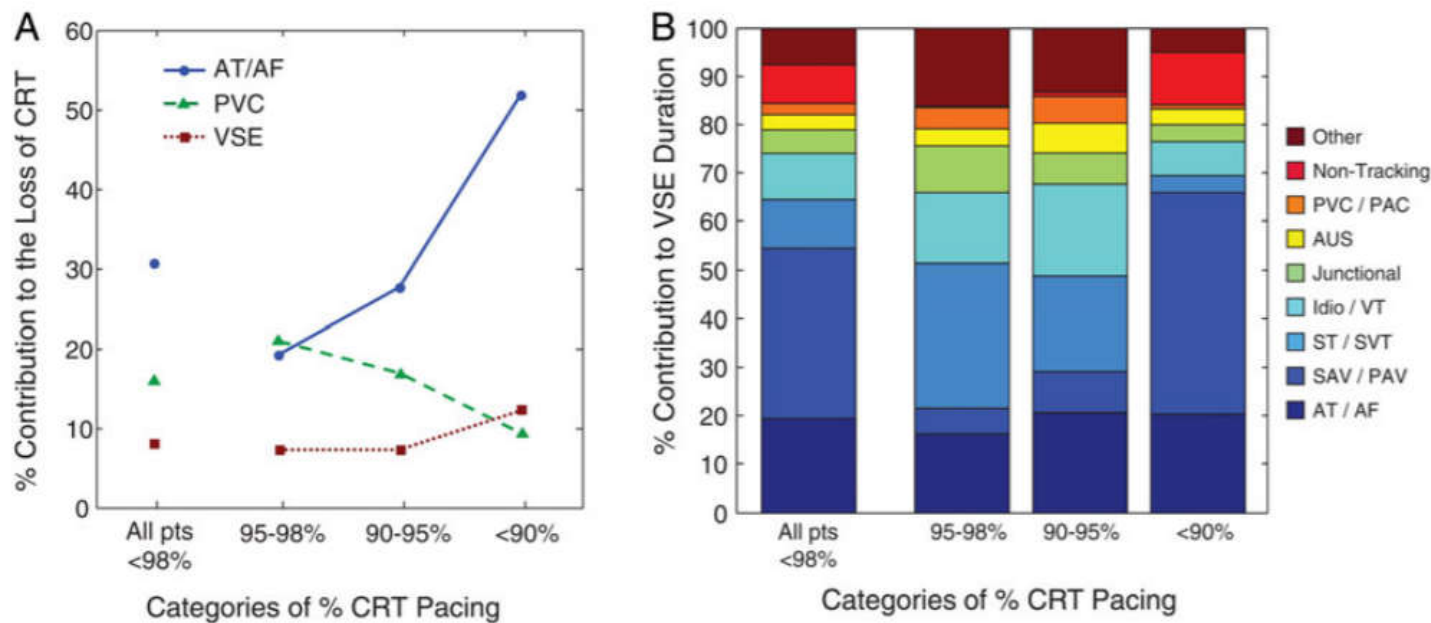 A
% Contribution to the Loss of CRT
60
50
40
30
20
10
0
AT/AF
PVC
VSE
All pts
<98%
95-98%
90-95%
<90%
Categories of % CRT Pacing
B
% Contribution to VSE Duration
100
90
80
70
60
50
40
30
20
10
0
All pts
<98%
95-98%
90-95%
<90%
Categories of % CRT Pacing
Other
Non-Tracking
PVC / PAC
AUS
Junctional
Idio / VT
ST / SVT
SAV / PAV
AT / AF